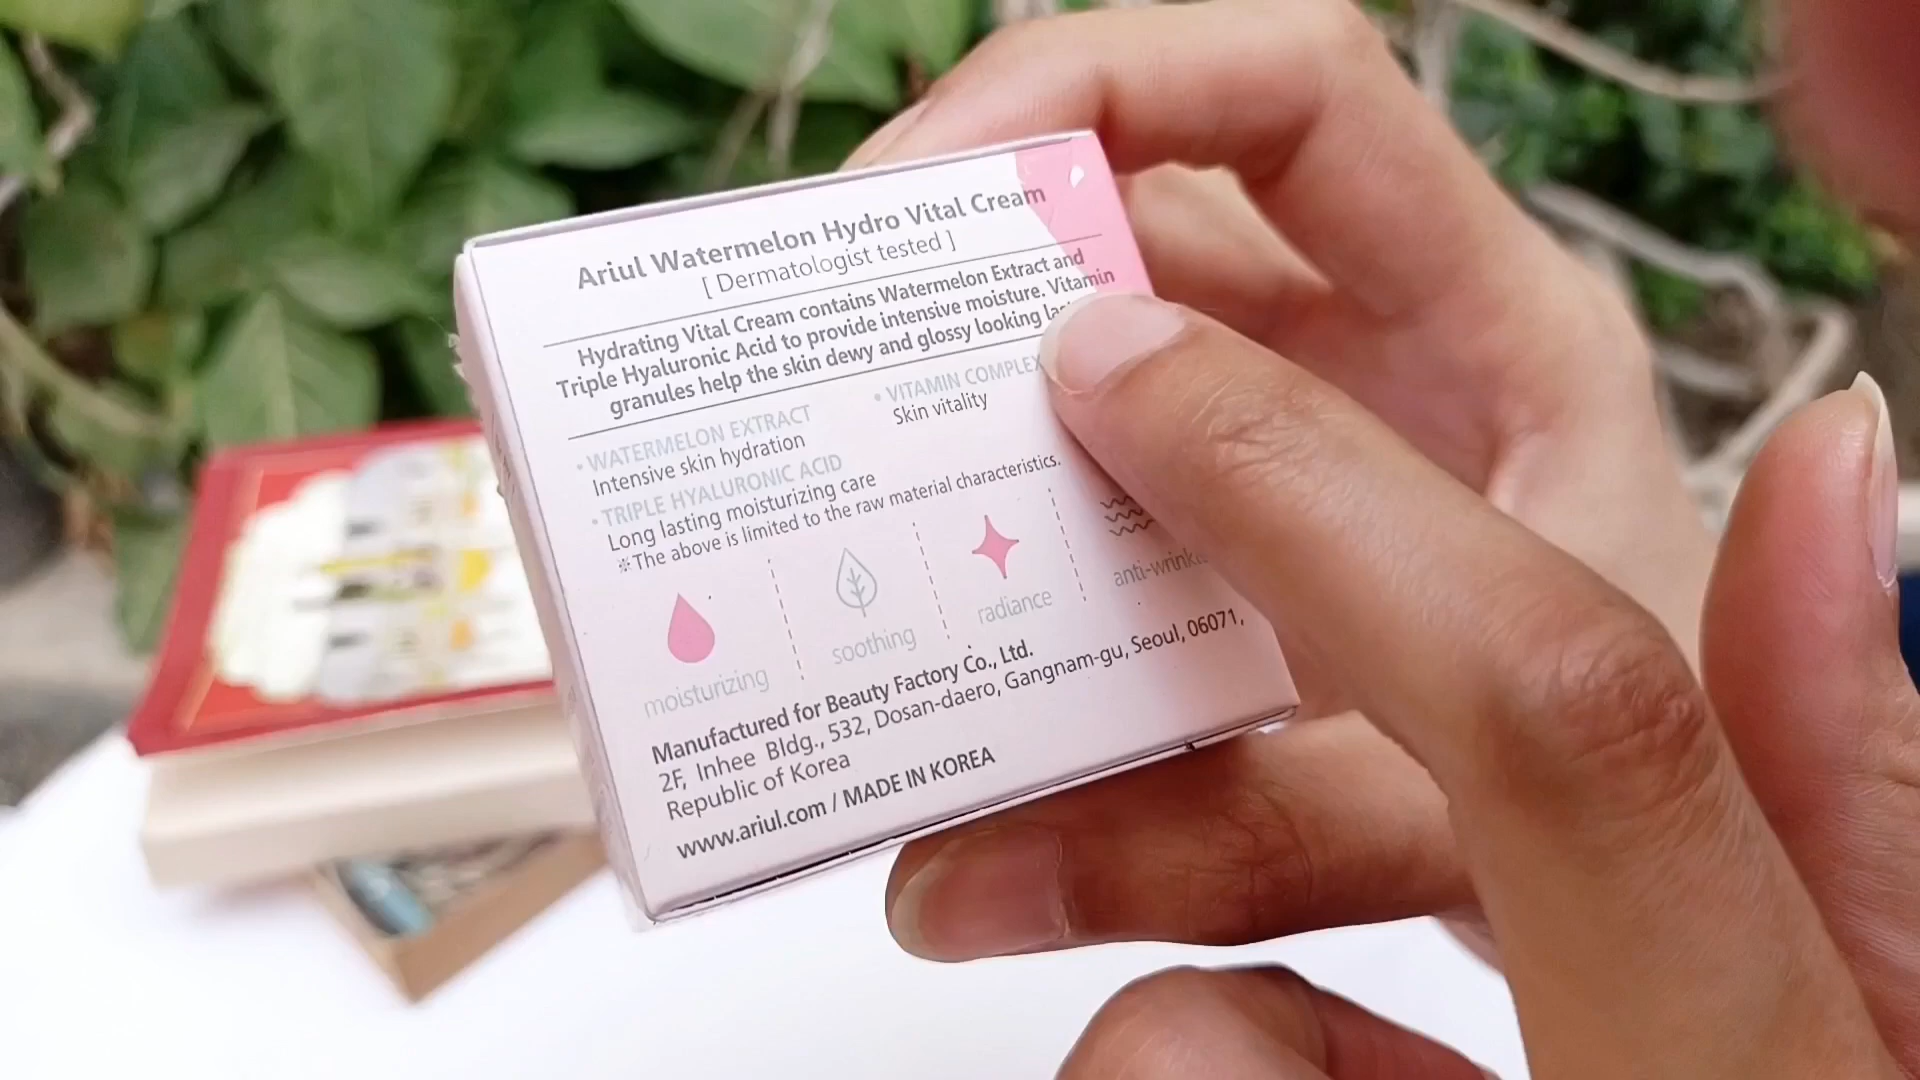 Ariul Watermelon Hydro Vital Cream
[ Dermatologist tested ]
Hydrating Vital Cream contains Watermelon Extract and
Triple Hyaluronic Acid to provide intensive moisture. Vitamin
granules help the skin dewy and glossy looking
• WATERMELON EXTRACT
Intensive skin hydration
• VITAMIN COMPLEX
Skin vitality
• TRIPLE HYALURONIC ACID
Long lasting moisturizing care
※The above is limited to the raw material characteristics.
moisturizing
soothing
radiance
Manufactured for Beauty Factory Co., Ltd.
2F, Inhee Bldg., 532, Dosan-daero, Gangnam-gu, Seoul, 06071,
Republic of Korea
www.ariul.com / MADE IN KOREA